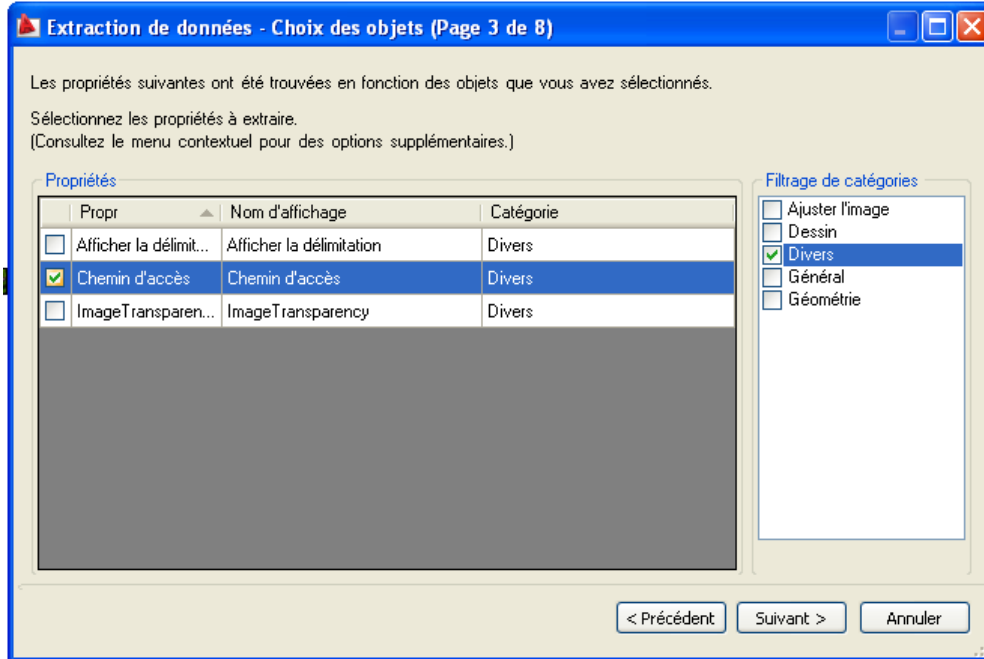 Extraction de données - Choix des objets (Page 3 de 8)
Les propriétés suivantes ont été trouvées en fonction des objets que vous avez sélectionnés.
Sélectionnez les propriétés à extraire.
(Consultez le menu contextuel pour des options supplémentaires.)
Propriétés
Propr Nom d'affichage Catégorie
Afficher la délimit... Afficher la délimitation Divers
Chemin d'accès Chemin d'accès Divers
ImageTransparen... ImageTransparency Divers
Filtrage de catégories
Ajuster l'image
Dessin
Divers
Général
Géométrie
< Précédent Suivant > Annuler